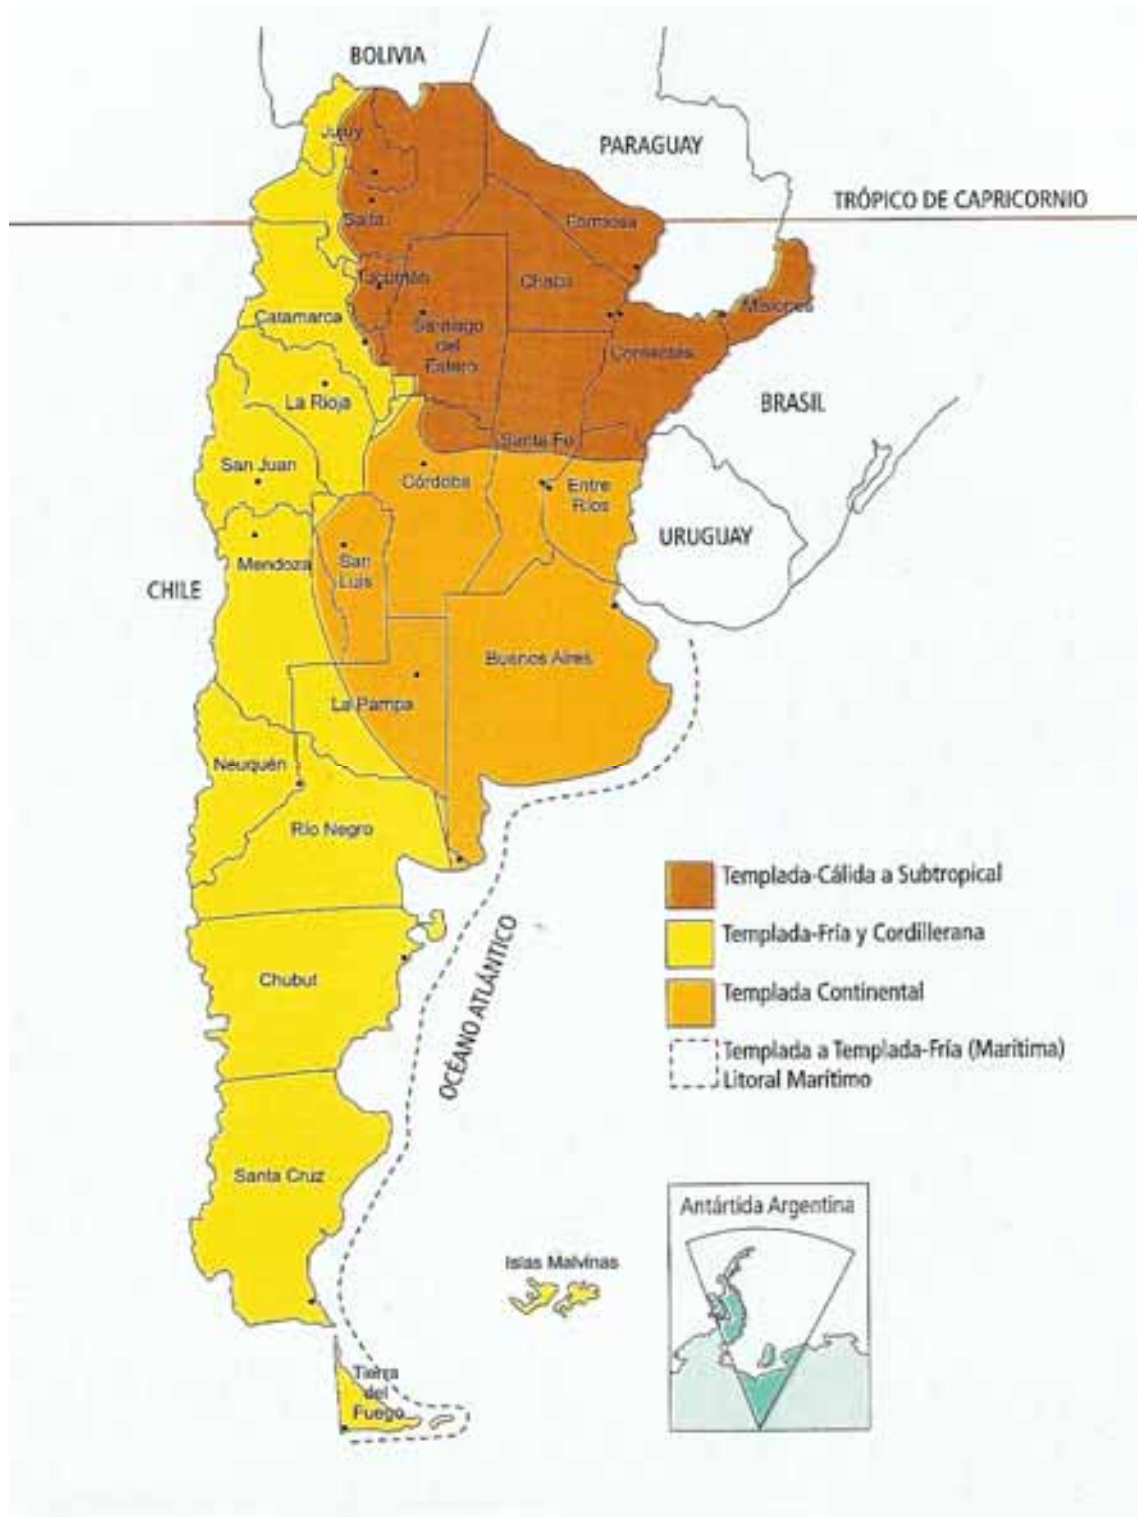 BOLIVIA
Jujuy
PARAGUAY
TRÓPICO DE CAPRICORNIO
Salta
Formosa
Tucumán
Chaco
Misiones
Catamarca
Santiago
del
Estero
Corrientes
La Rioja
BRASIL
Santa Fe
San Juan
Córdoba
Entre
Ríos
URUGUAY
Mendoza
San
Luis
CHILE
Buenos Aires
La Pampa
Neuquén
Río Negro
Templada-Cálida a Subtropical
Templada-Fría y Cordillerana
Chubut
Templada Continental
OCÉANO ATLÁNTICO
Templada a Templada-Fría (Marítima)
Litoral Marítimo
Santa Cruz
Antártida Argentina
Islas Malvinas
Tierra
del
Fuego